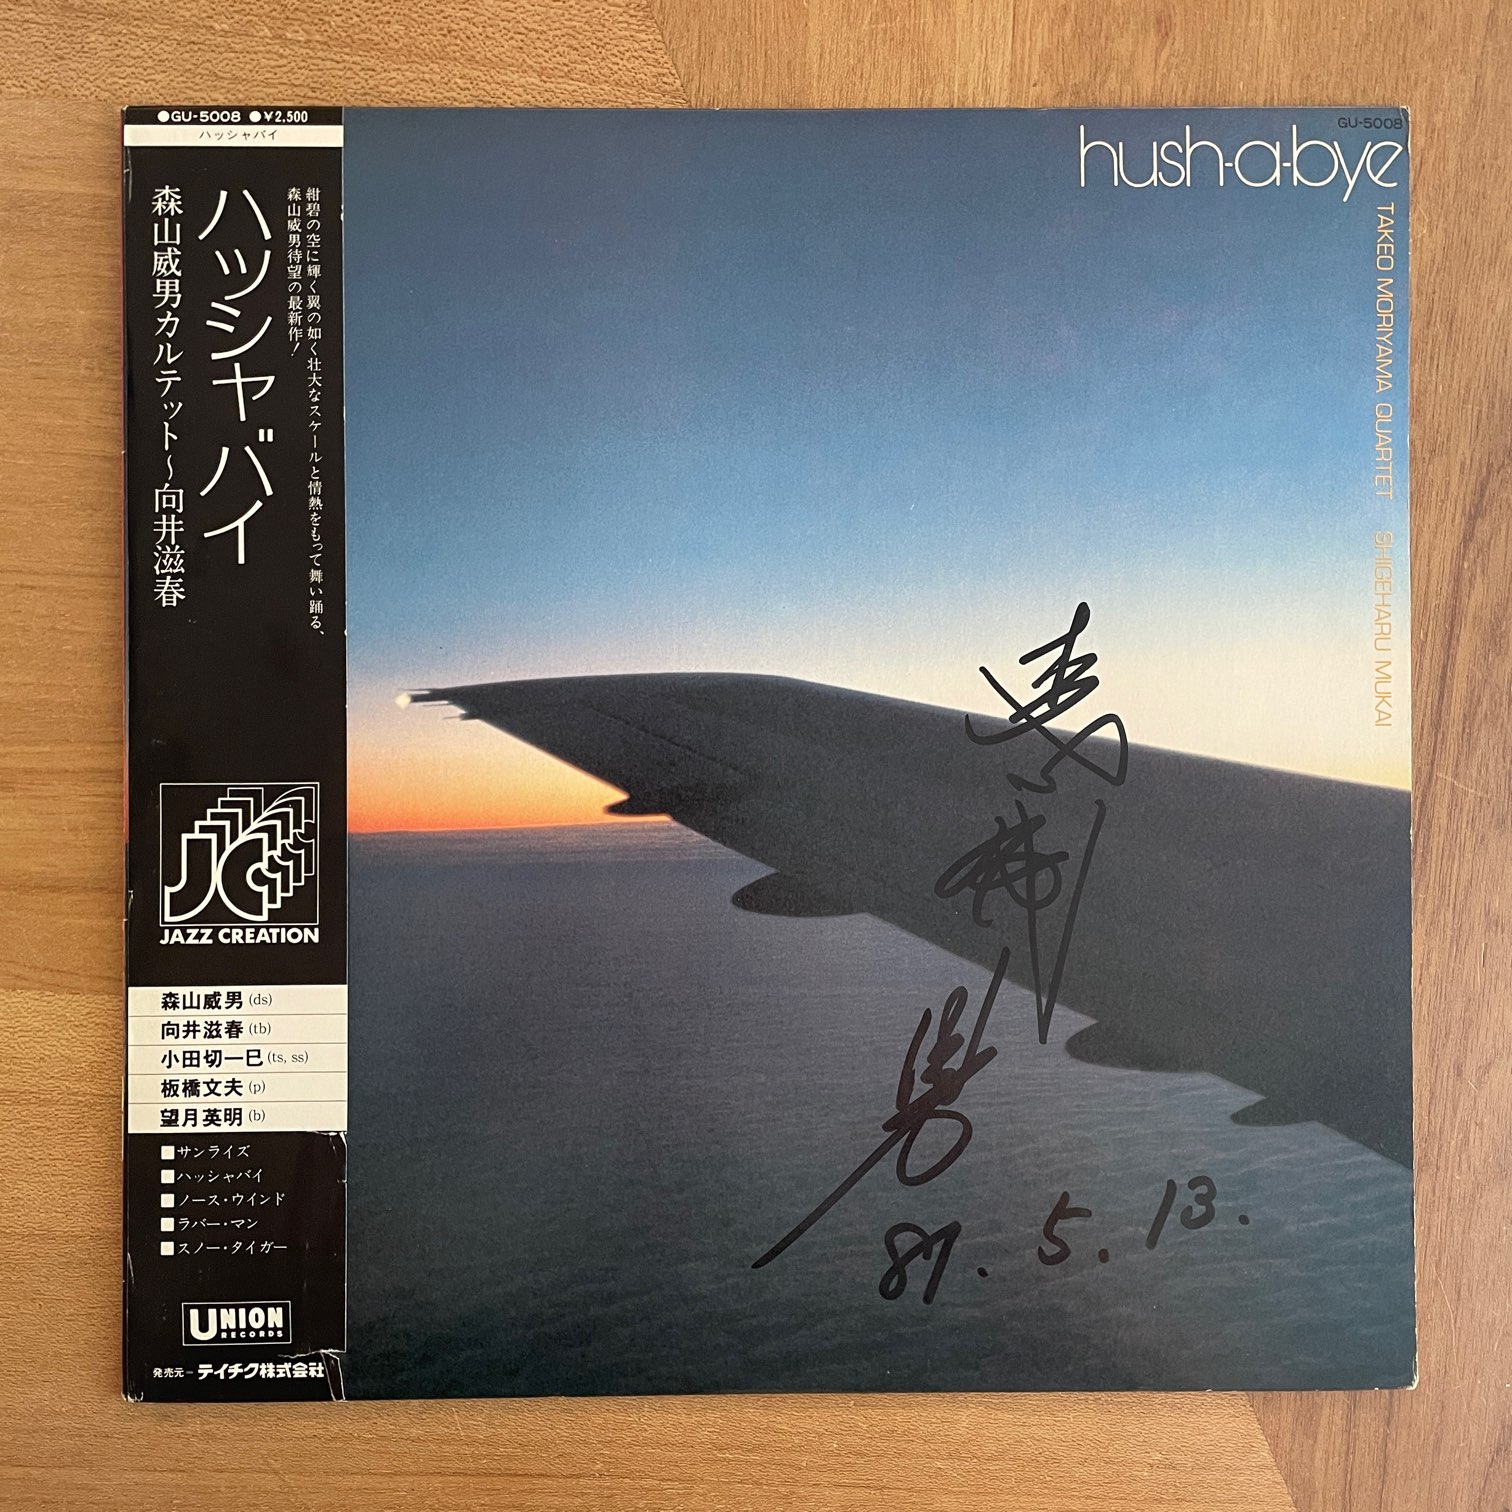 ●GU-5008 ●¥2,500
ハッシャバイ
紺碧の空に輝く翼の如く壮大なスケールと情熱をもって舞い踊る、
森山威男待望の最新作!
ハッシャバイ
森山威男カルテット〜向井滋春
JC
JAZZ CREATION
森山威男(ds)
向井滋春(tb)
小田切一巳(ts, ss)
板橋文夫(p)
望月英明(b)
■サンライズ
■ハッシャバイ
■ノース・ウインド
■ラバー・マン
■スノー・タイガー
UNION
RECORDS
発売元－テイチク株式会社
GU-5008
hush-a-bye
TAKEO MORIYAMA QUARTET SHIGEHARU MUKAI
男
81. 5. 13.